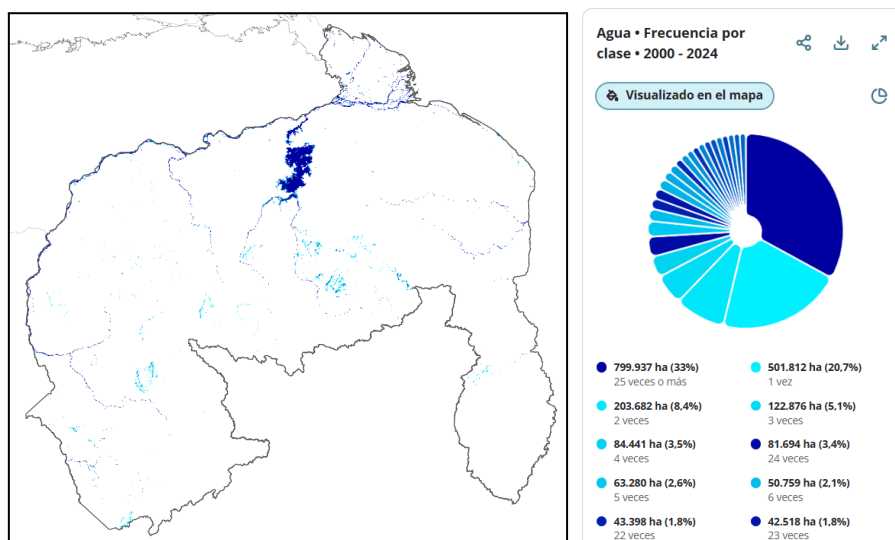 Agua • Frecuencia por
clase • 2000 - 2024
Visualizado en el mapa
799.937 ha (33%)
25 veces o más
501.812 ha (20,7%)
1 vez
203.682 ha (8,4%)
2 veces
122.876 ha (5,1%)
3 veces
84.441 ha (3,5%)
4 veces
81.694 ha (3,4%)
24 veces
63.280 ha (2,6%)
5 veces
50.759 ha (2,1%)
6 veces
43.398 ha (1,8%)
22 veces
42.518 ha (1,8%)
23 veces